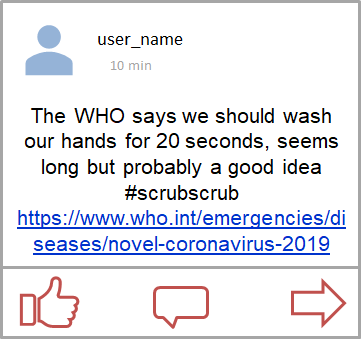 user_name
10 min
The WHO says we should wash
our hands for 20 seconds, seems
long but probably a good idea
#scrubscrub
https://www.who.int/emergencies/di
seases/novel-coronavirus-2019